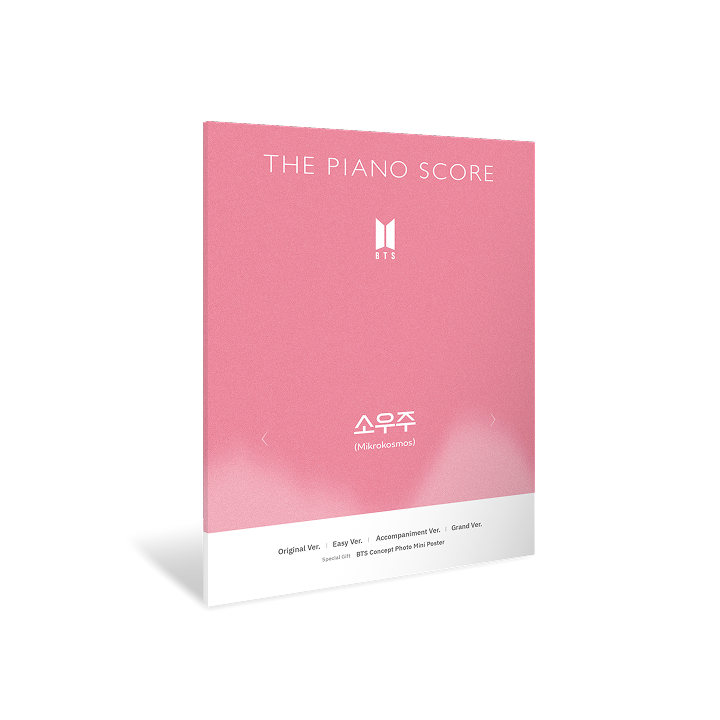 THE PIANO SCORE
BTS
소우주
(Mikrokosmos)
Original Ver. | Easy Ver. | Accompaniment Ver. | Grand Ver.
Special Gift BTS Concept Photo Mini Poster